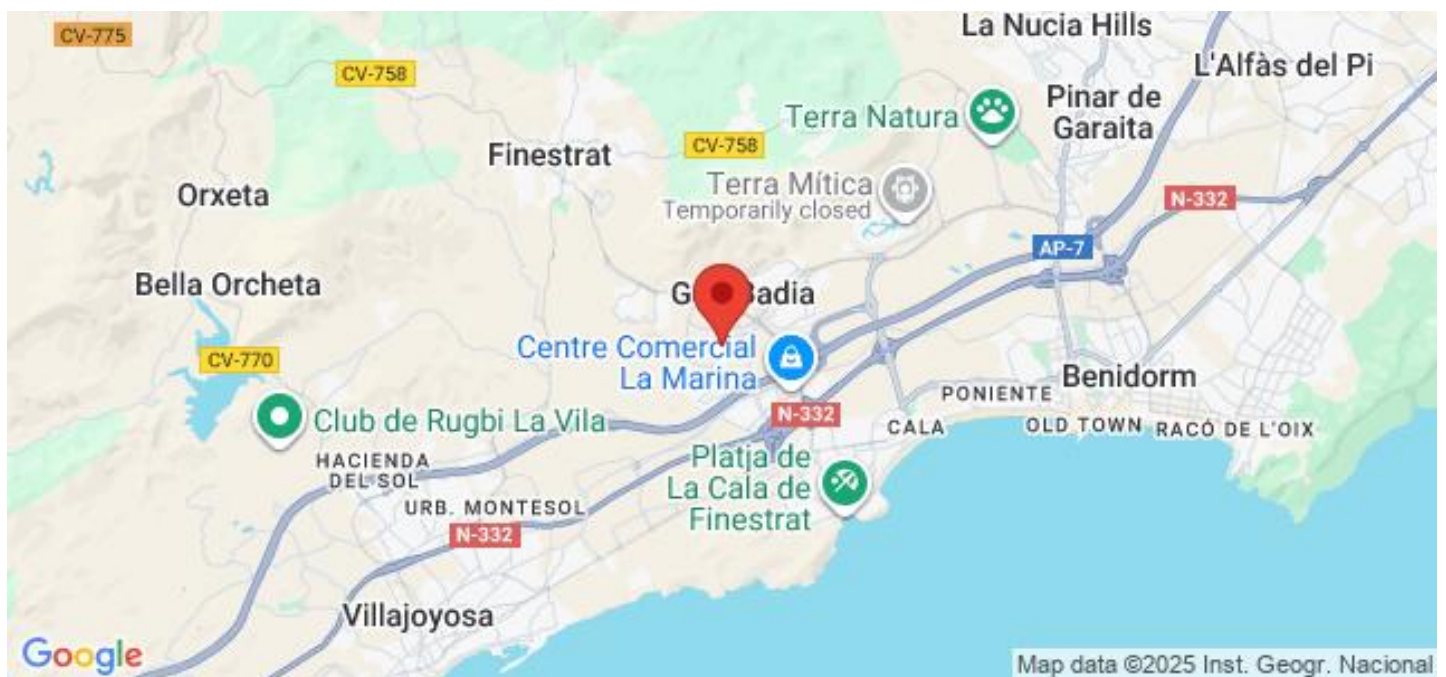 CV-775
La Nucia Hills
L'Alfàs del Pi
CV-758
Pinar de
Garaita
Terra Natura
CV-758
Finestrat
Terra Mítica
Temporarily closed
Orxeta
N-332
AP-7
Bella Orcheta
Badia
Centre Comercial
La Marina
CV-770
Benidorm
PONIENTE
N-332
Club de Rugbi La Vila
CALA
OLD TOWN
RACÓ DE L'OIX
HACIENDA
DEL SOL
Platja de
La Cala de
Finestrat
URB. MONTESOL
N-332
Villajoyosa
Google
Map data ©2025 Inst. Geogr. Nacional